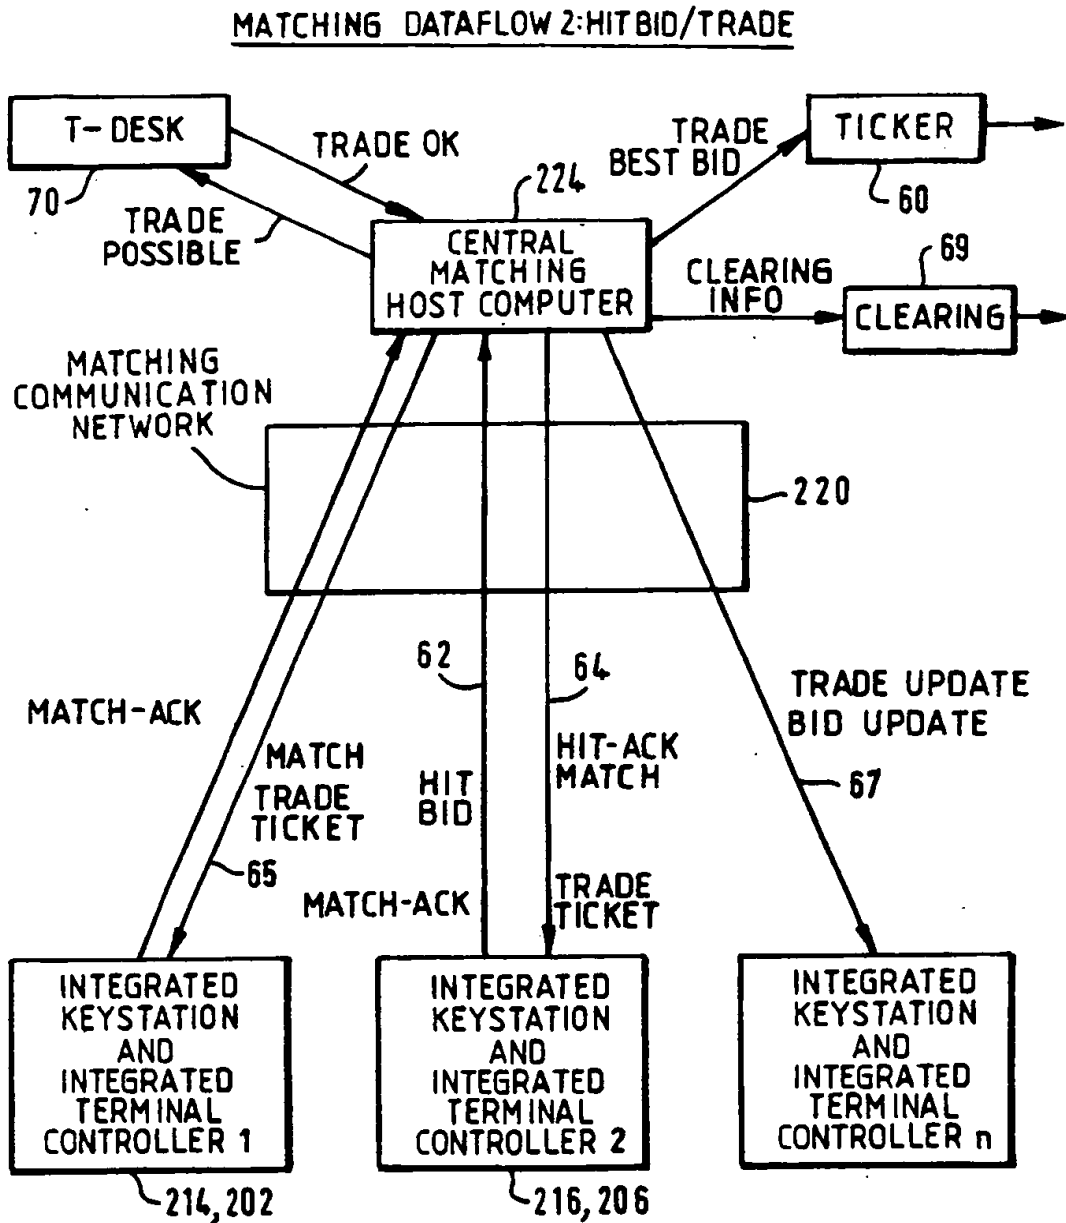 MATCHING DATAFLOW 2:HIT BID/TRADE
T-DESK
70
TRADE OK
TRADE
POSSIBLE
224
CENTRAL
MATCHING
HOST COMPUTER
TRADE
BEST BID
TICKER
60
CLEARING
INFO
69
CLEARING
MATCHING
COMMUNICATION
NETWORK
220
MATCH-ACK
MATCH
TRADE
TICKET
65
62
HIT
BID
MATCH-ACK
64
HIT-ACK
MATCH
TRADE
TICKET
TRADE UPDATE
BID UPDATE
67
INTEGRATED
KEYSTATION
AND
INTEGRATED
TERMINAL
CONTROLLER 1
214,202
INTEGRATED
KEYSTATION
AND
INTEGRATED
TERMINAL
CONTROLLER 2
216,206
INTEGRATED
KEYSTATION
AND
INTEGRATED
TERMINAL
CONTROLLER n